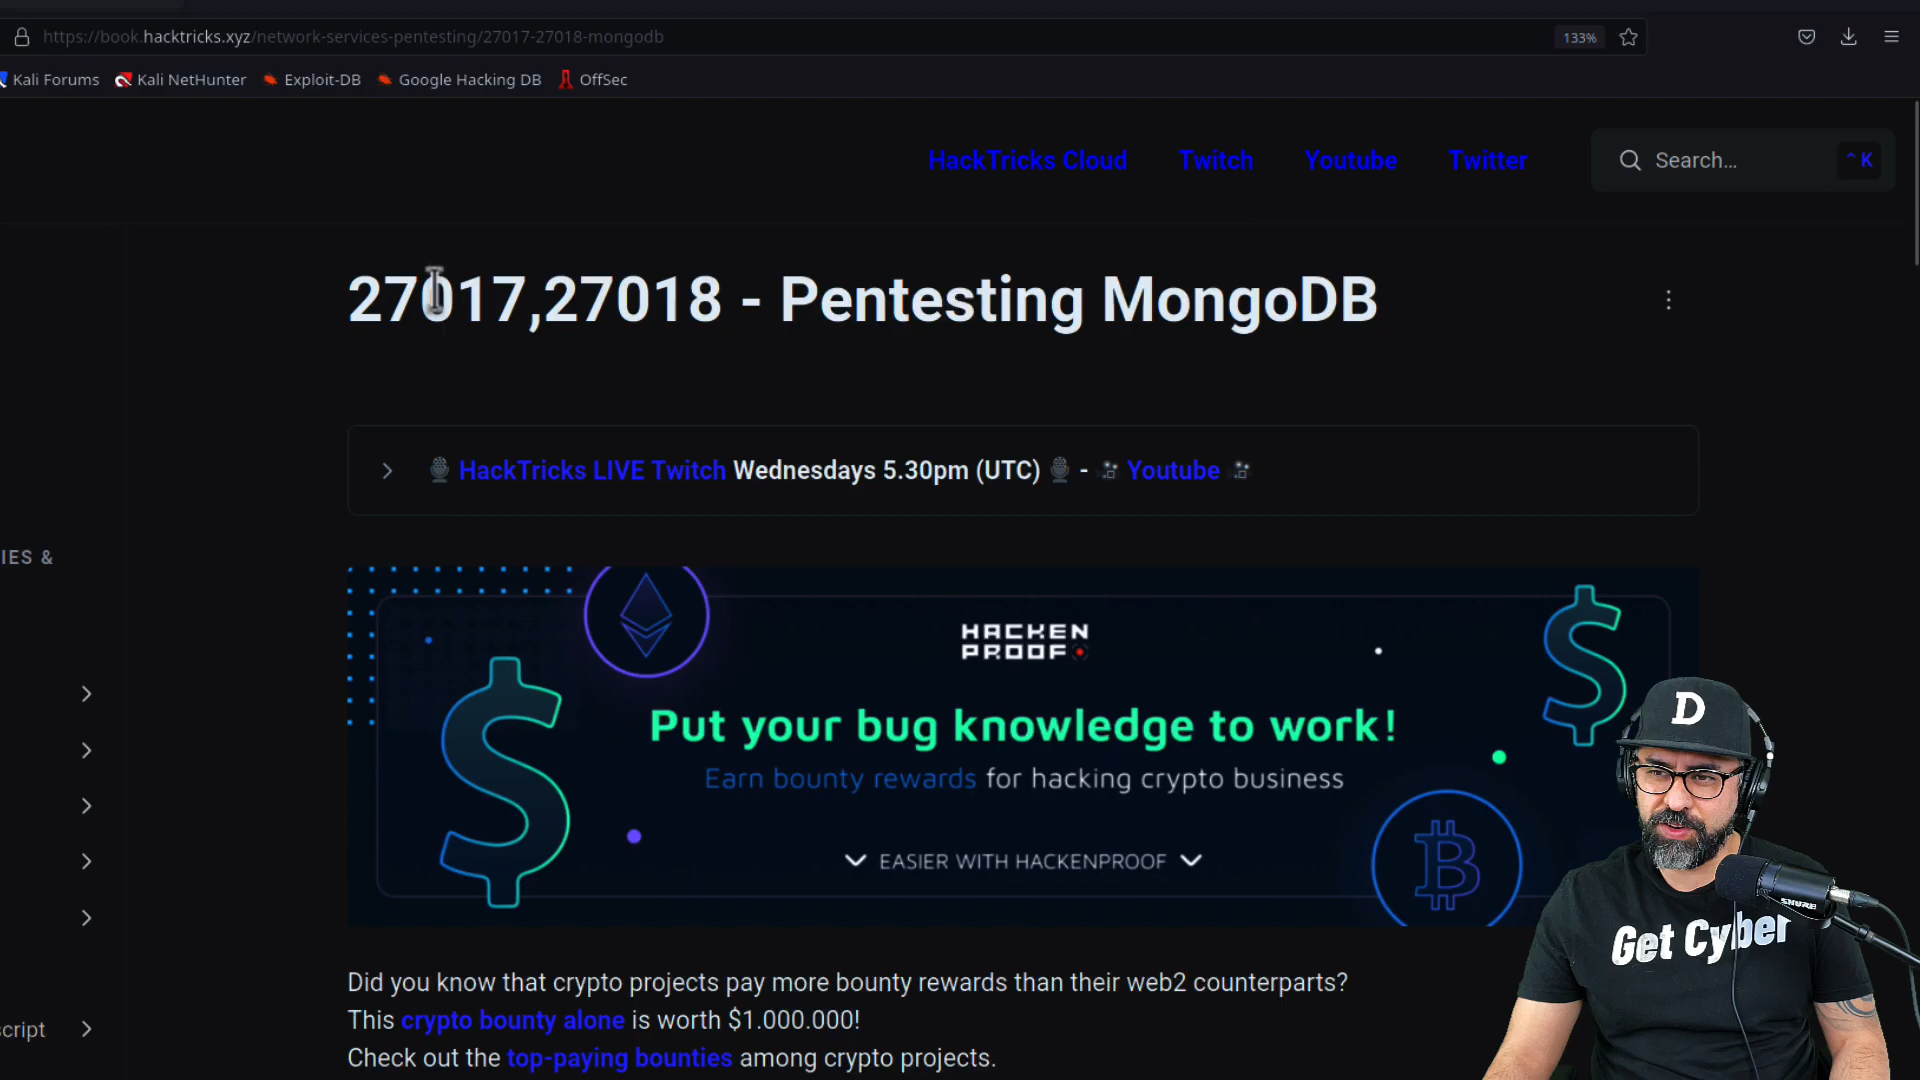 https://book.hacktricks.xyz/network-services-pentesting/27017-27018-mongodb
133%
Kali Forums
Kali NetHunter
Exploit-DB
Google Hacking DB
OffSec
HackTricks Cloud
Twitch
Youtube
Twitter
Search...
^ K
27017,27018 - Pentesting MongoDB
HackTricks LIVE Twitch Wednesdays 5.30pm (UTC) - Youtube
IES &
HACKEN
PROOF
Put your bug knowledge to work!
Earn bounty rewards for hacking crypto business
EASIER WITH HACKENPROOF
D
SHURE
Get Cyber
Did you know that crypto projects pay more bounty rewards than their web2 counterparts?
This crypto bounty alone is worth $1.000.000!
cript
Check out the top-paying bounties among crypto projects.